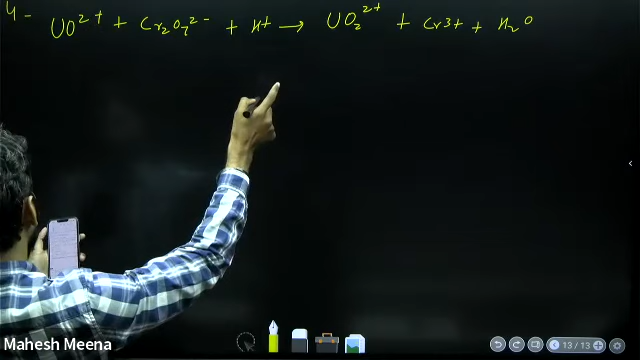 4- UO²⁺ + Cr₂O₇²⁻ + H⁺ → UO₂²⁺ + Cr3+ + H₂O
Mahesh Meena
13 / 13